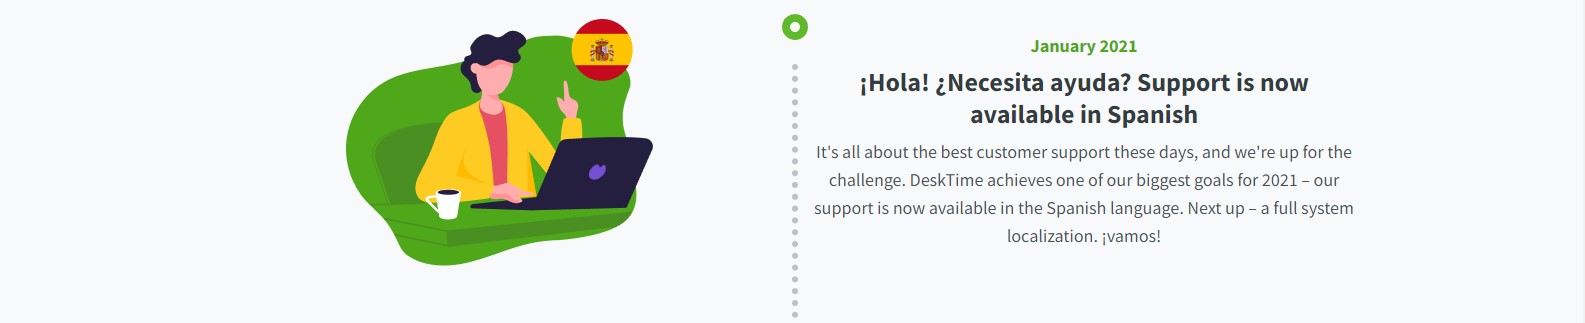 January 2021
¡Hola! ¿Necesita ayuda? Support is now
available in Spanish
It's all about the best customer support these days, and we're up for the
challenge. DeskTime achieves one of our biggest goals for 2021 – our
support is now available in the Spanish language. Next up – a full system
localization. ¡vamos!